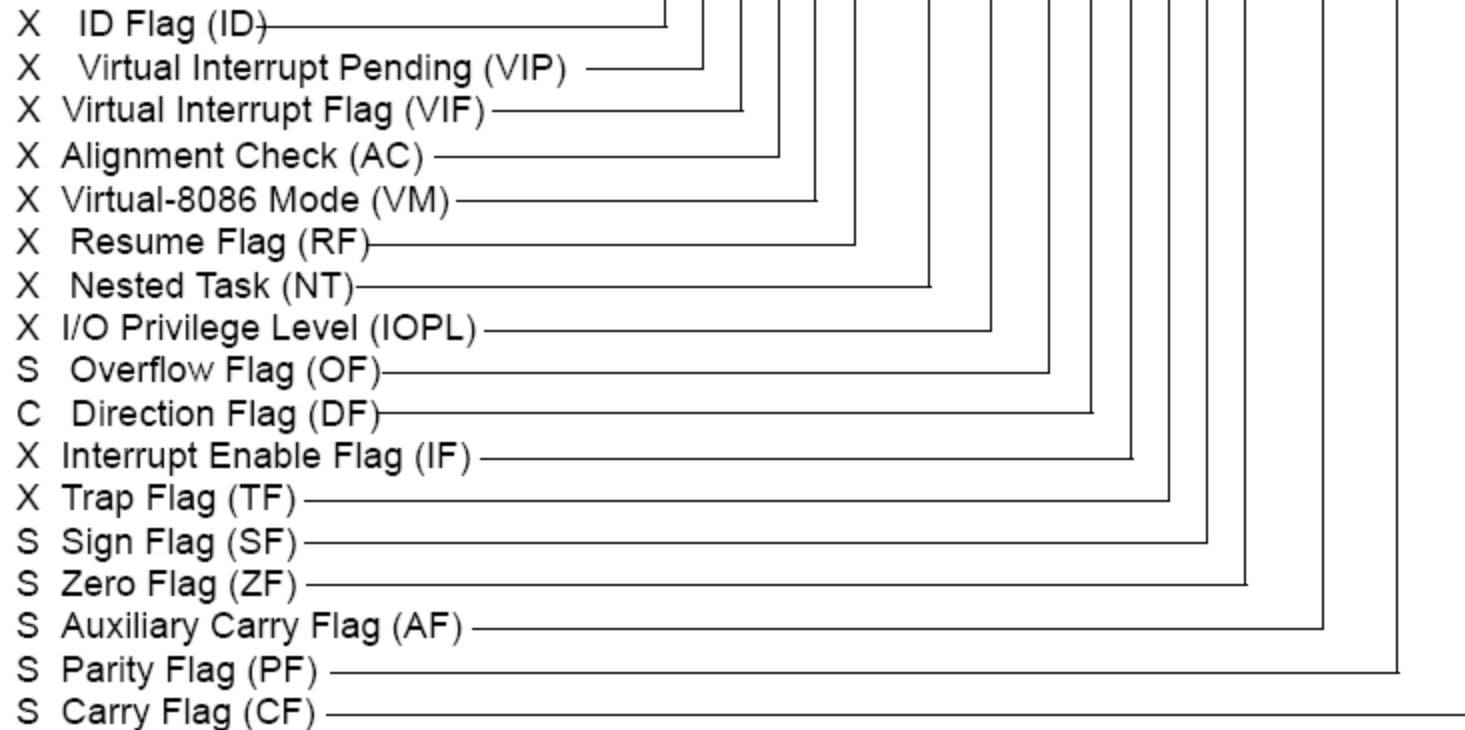 X ID Flag (ID)
X Virtual Interrupt Pending (VIP)
X Virtual Interrupt Flag (VIF)
X Alignment Check (AC)
X Virtual-8086 Mode (VM)
X Resume Flag (RF)
X Nested Task (NT)
X I/O Privilege Level (IOPL)
S Overflow Flag (OF)
C Direction Flag (DF)
X Interrupt Enable Flag (IF)
X Trap Flag (TF)
S Sign Flag (SF)
S Zero Flag (ZF)
S Auxiliary Carry Flag (AF)
S Parity Flag (PF)
S Carry Flag (CF)